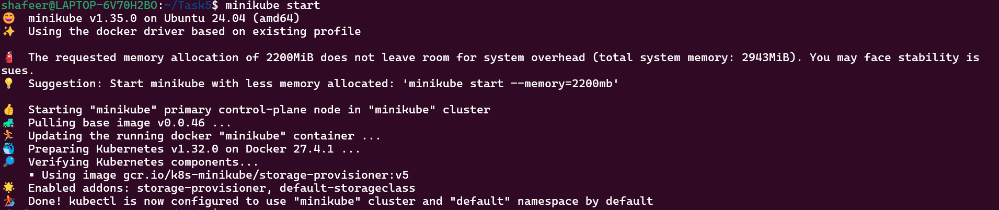 shafeer@LAPTOP-6V70H2BO:~/Task5$ minikube start
😄  minikube v1.35.0 on Ubuntu 24.04 (amd64)
✨  Using the docker driver based on existing profile
🧯  The requested memory allocation of 2200MiB does not leave room for system overhead (total system memory: 2943MiB). You may face stability is
sues.
💡  Suggestion: Start minikube with less memory allocated: 'minikube start --memory=2200mb'
👍  Starting "minikube" primary control-plane node in "minikube" cluster
🚜  Pulling base image v0.0.46 ...
🏃  Updating the running docker "minikube" container ...
🐳  Preparing Kubernetes v1.32.0 on Docker 27.4.1 ...
🔎  Verifying Kubernetes components...
▪ Using image gcr.io/k8s-minikube/storage-provisioner:v5
🌟  Enabled addons: storage-provisioner, default-storageclass
🏄  Done! kubectl is now configured to use "minikube" cluster and "default" namespace by default